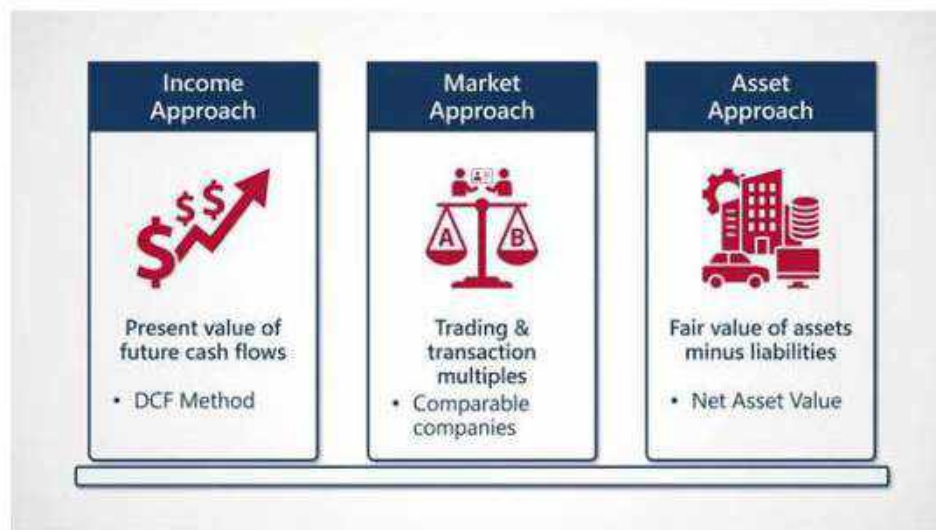 Income
Approach
Present value of
future cash flows
• DCF Method
Market
Approach
A
B
Trading &
transaction
multiples
• Comparable
companies
Asset
Approach
Fair value of assets
minus liabilities
• Net Asset Value